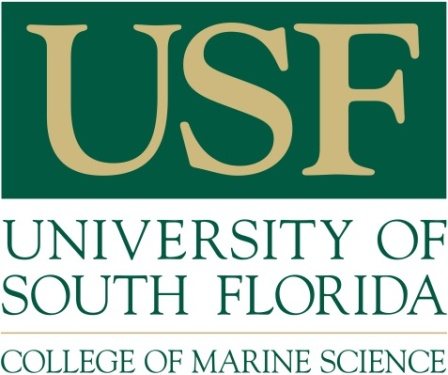 USF
UNIVERSITY OF
SOUTH FLORIDA
COLLEGE OF MARINE SCIENCE